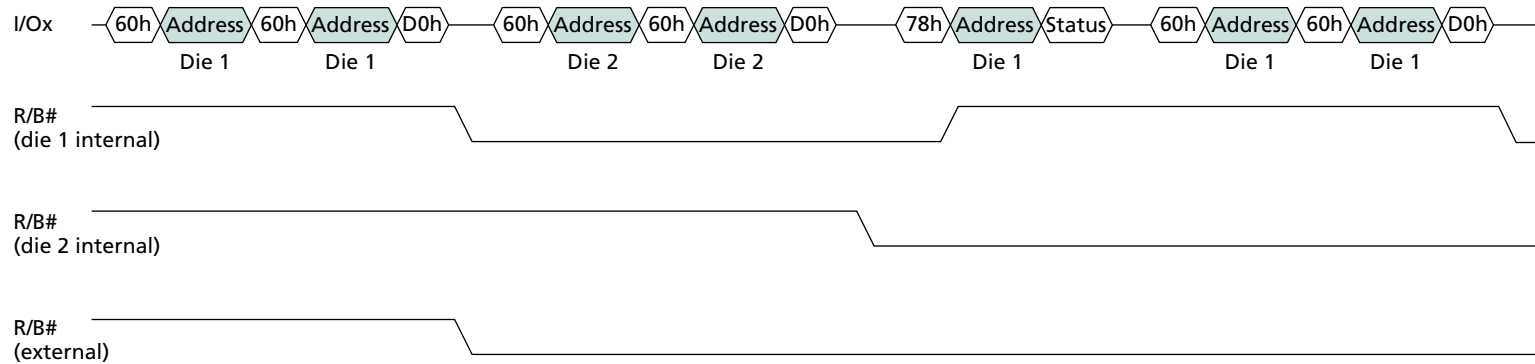 I/Ox 60h Address 60h Address D0h 60h Address 60h Address D0h 78h Address Status 60h Address 60h Address D0h
Die 1 Die 1 Die 2 Die 2 Die 1 Die 1 Die 1
R/B#
(die 1 internal)
R/B#
(die 2 internal)
R/B#
(external)